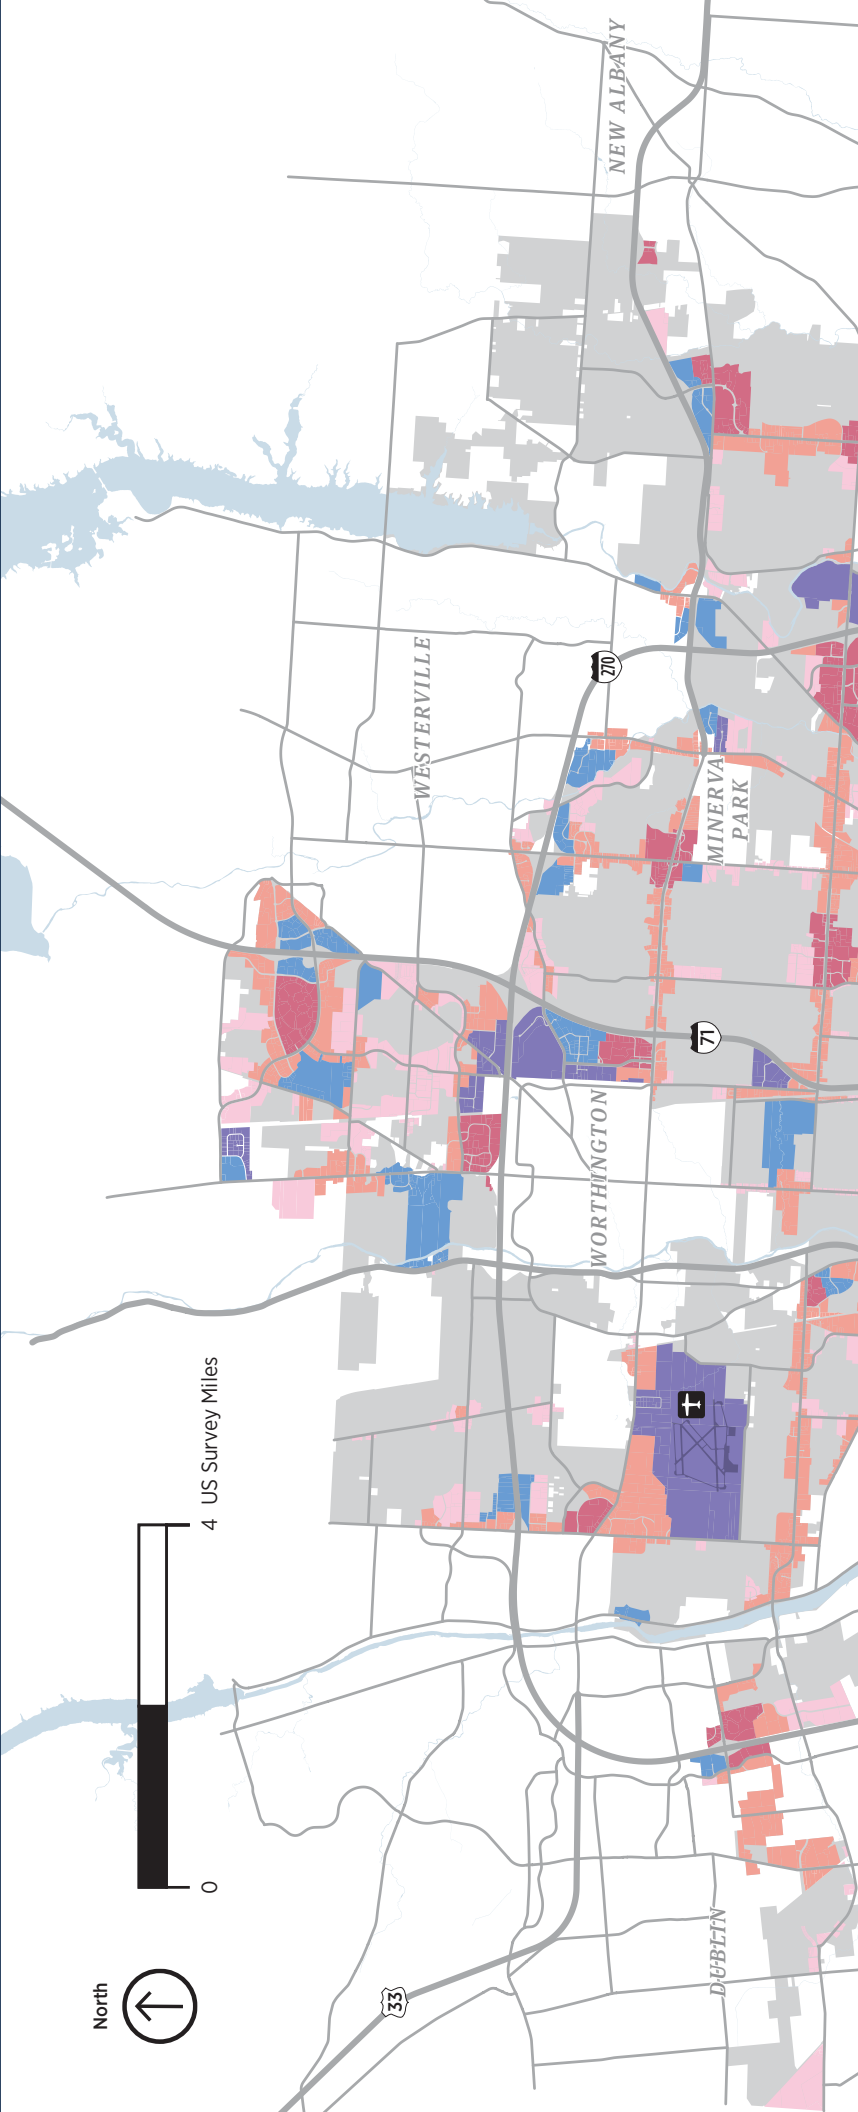 North
0
4 US Survey Miles
33
DUBLIN
WORTHINGTON
71
WESTERVILLE
270
MINERVA
PARK
NEW ALBANY